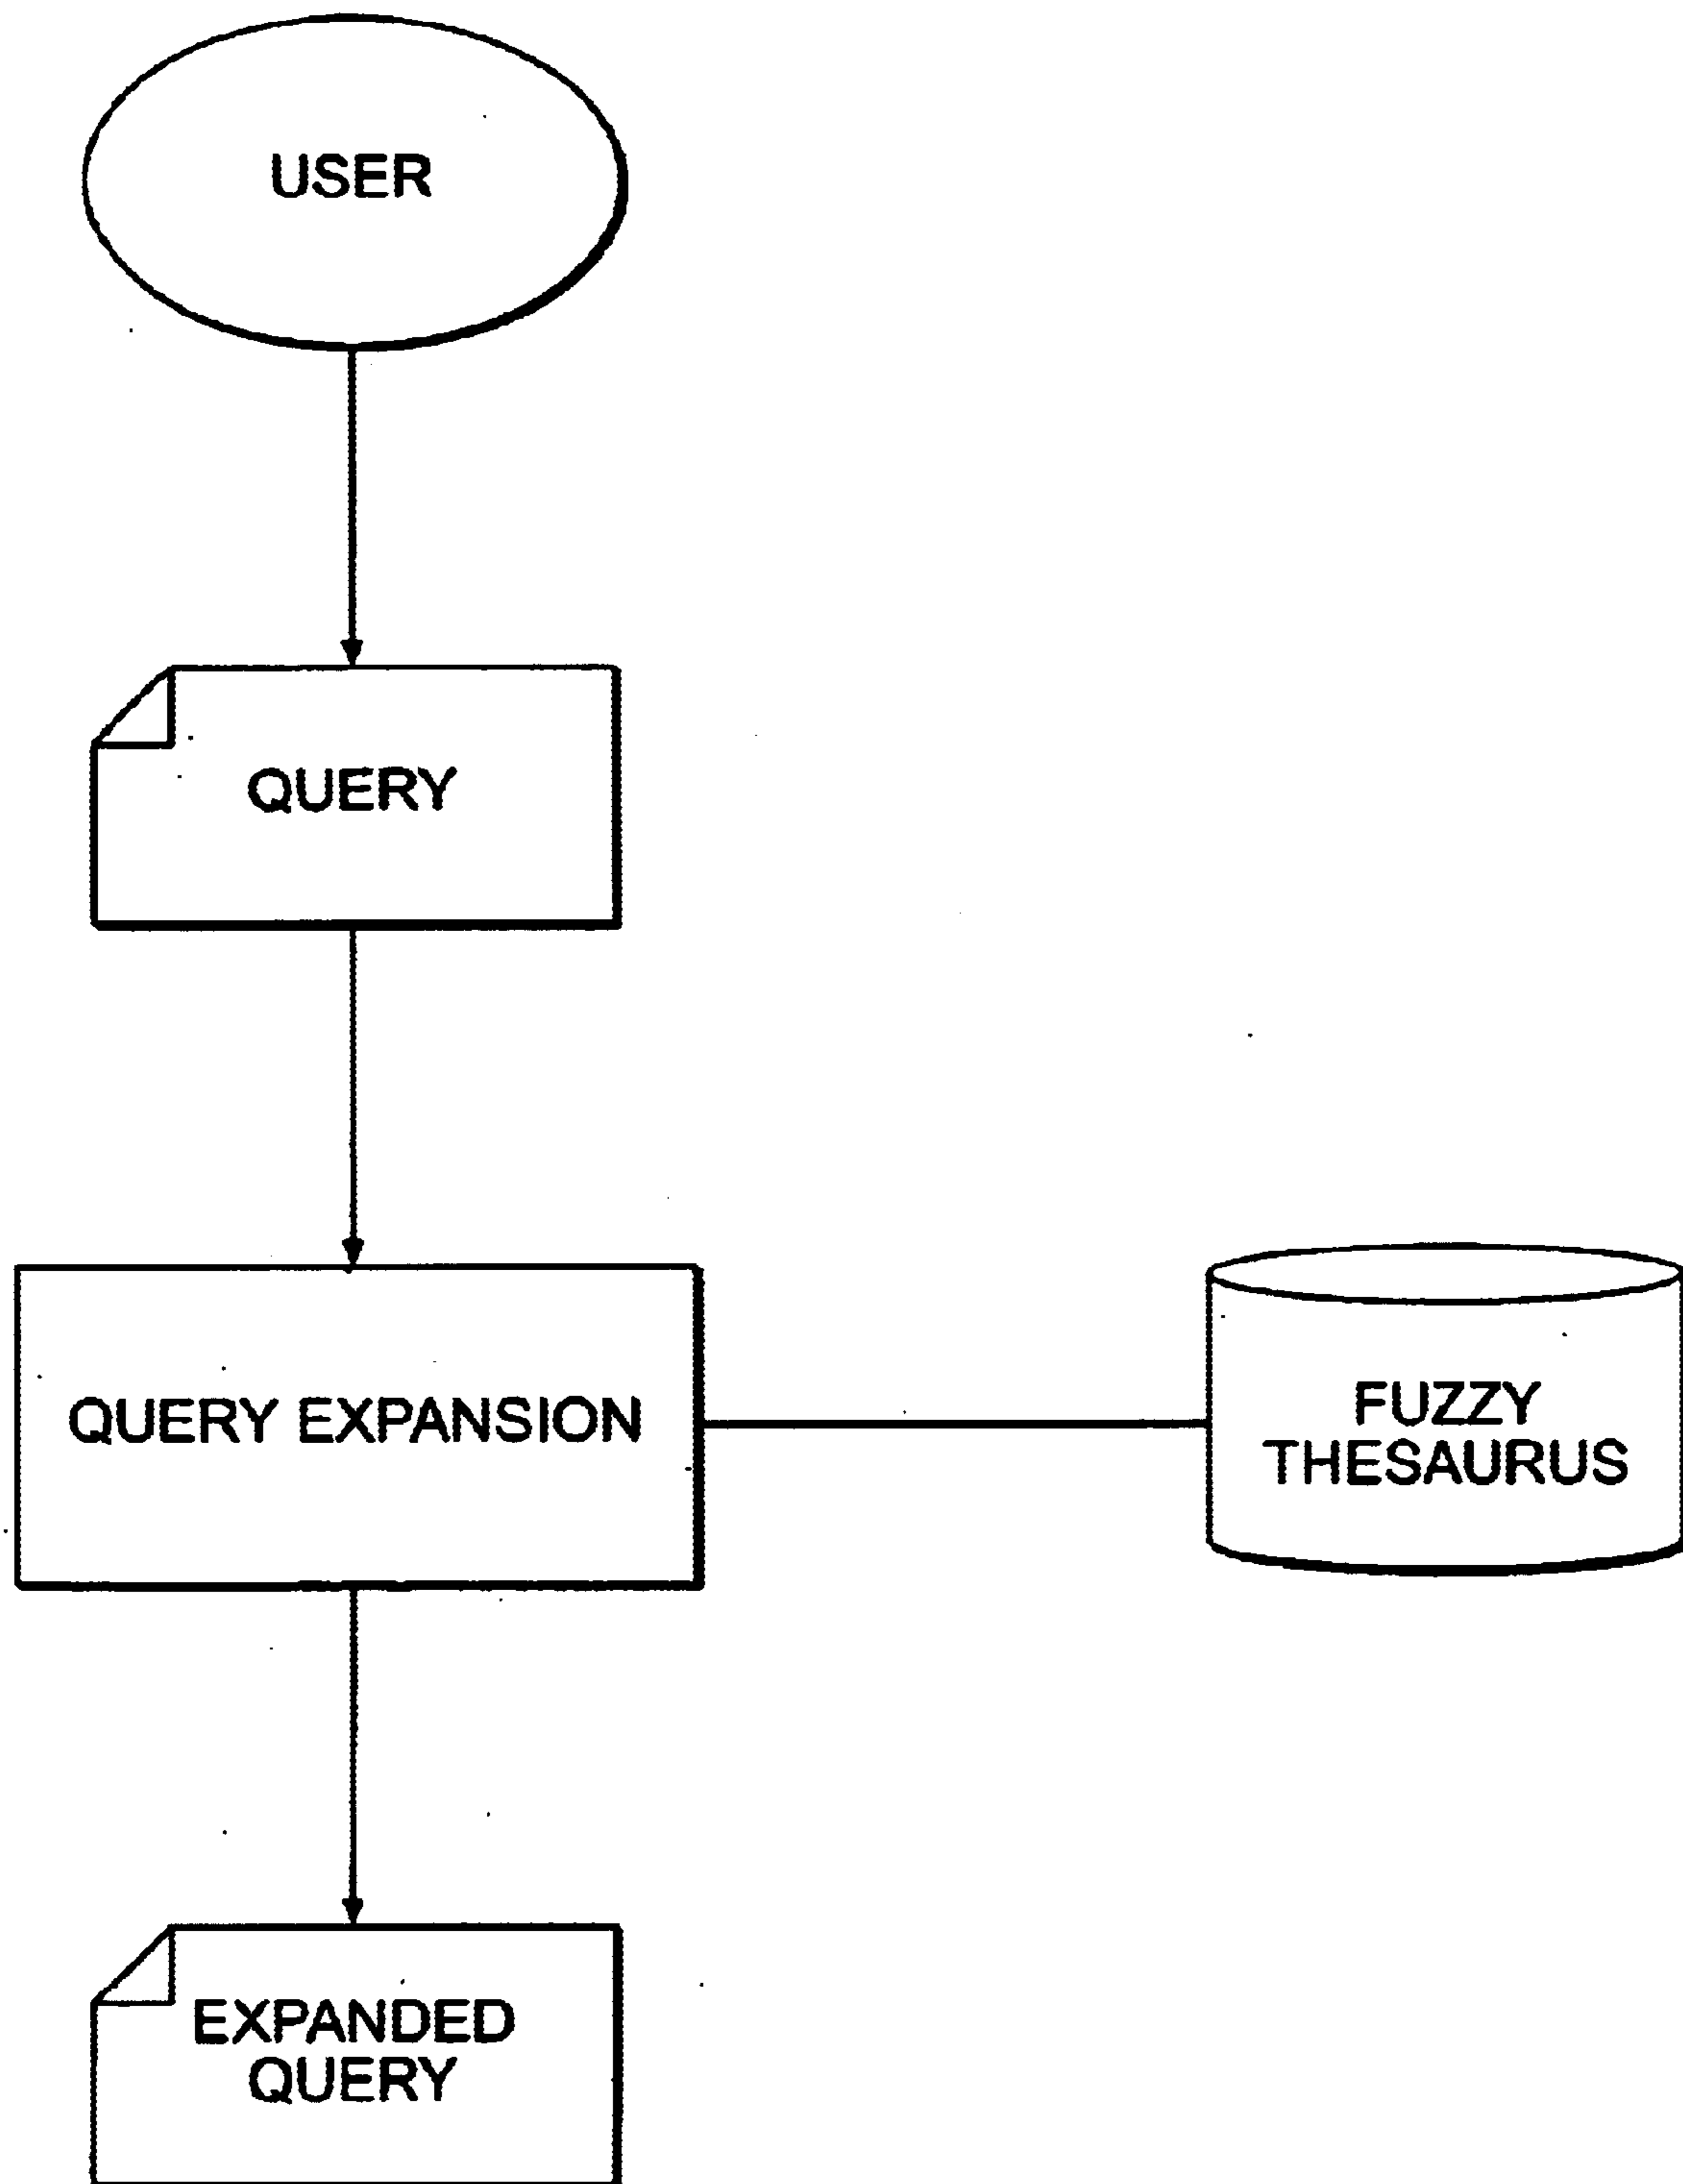 USER
QUERY
QUERY EXPANSION
FUZZY
THESAURUS
EXPANDED
QUERY